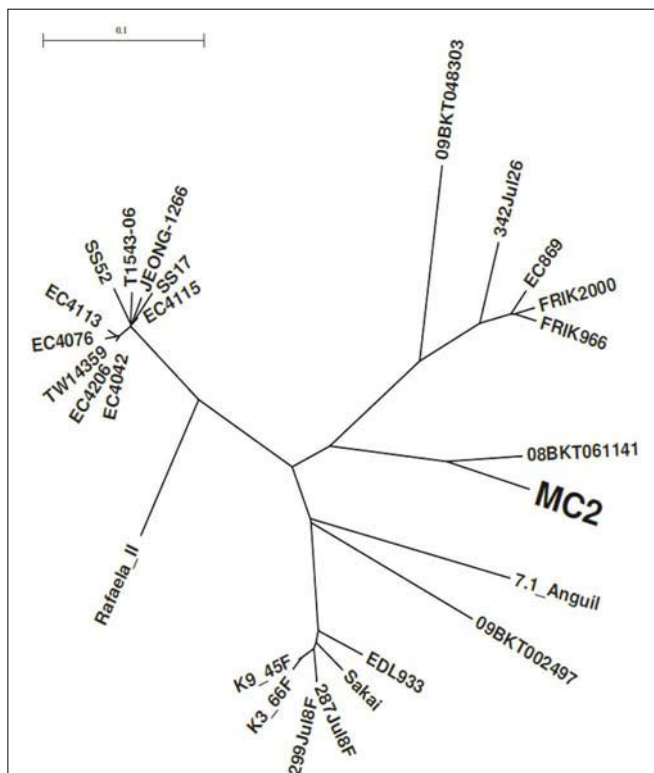 0.1
09BKT048303
342Jul26
EC869
FRIK2000
FRIK966
T1543-06
JEONG-1266
SS52
SS17
EC4115
EC4113
EC4076
TW14359
EC4206
EC4042
08BKT061141
MC2
Rafaela_II
7.1_Anguil
09BKT002497
EDL933
K9_45F
Sakai
K3_66F
287Jul8F
299Jul8F